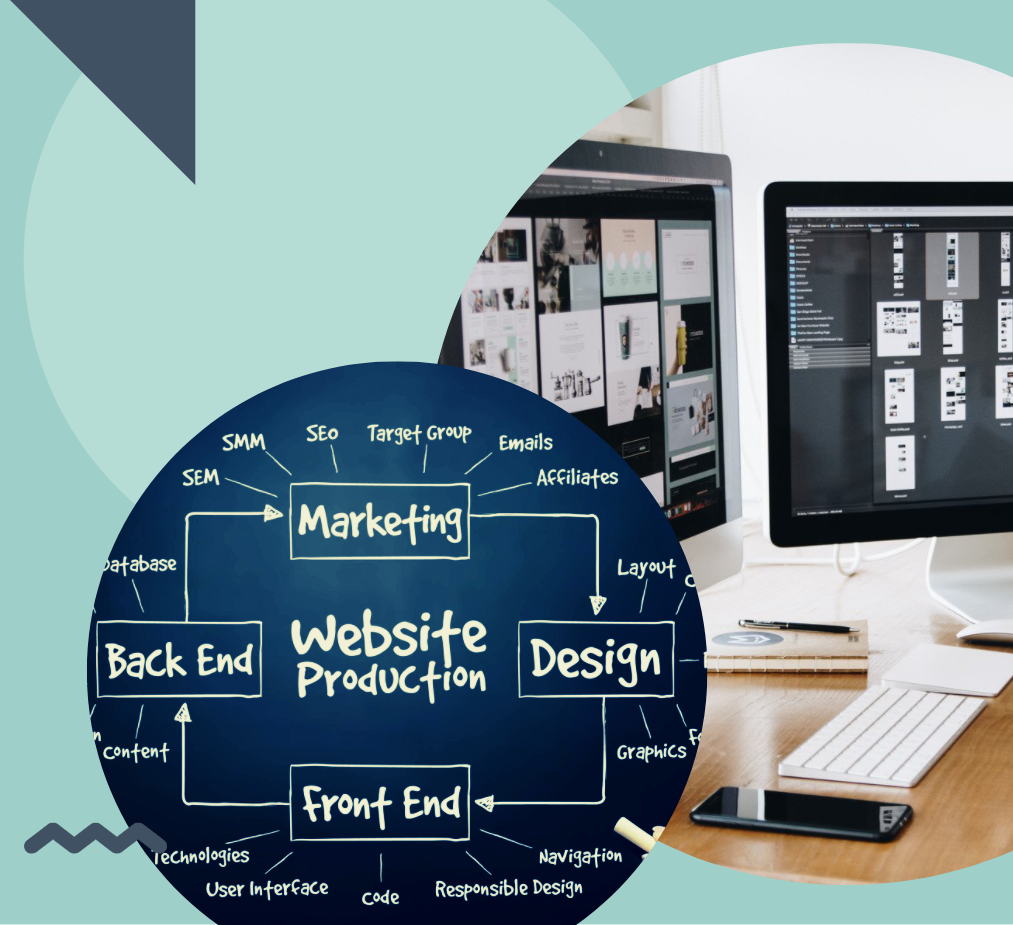 SMM
SEO
Target Group
Emails
SEM
Affiliates
Marketing
Database
Layout
Back End
Website
Production
Design
Content
Graphics
Front End
Technologies
Navigation
User Interface
Code
Responsible Design